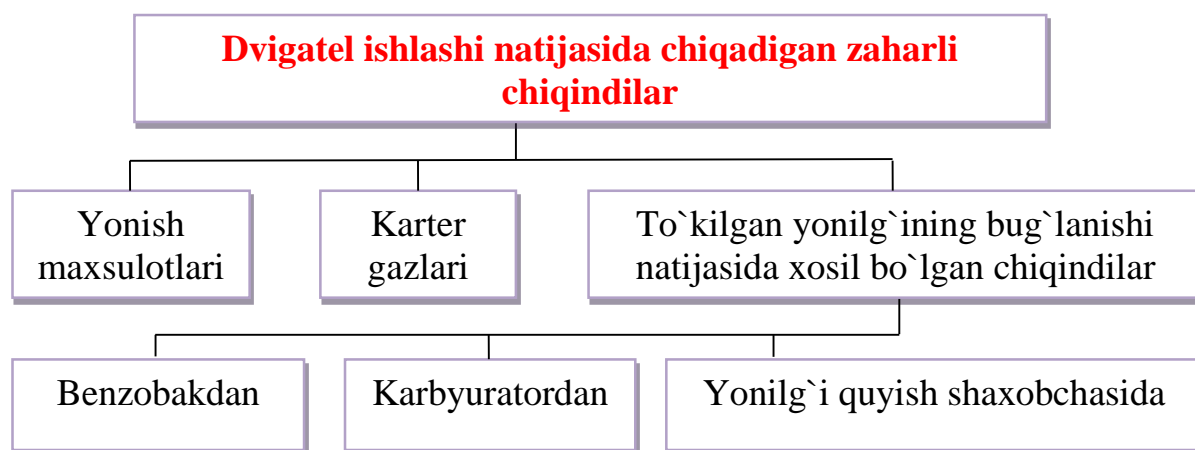 Dvigatel ishlashi natijasida chiqadigan zaharli
chiqindilar
Yonish
maxsulotlari
Karter
gazlari
To`kilgan yonilg`ining bug`lanishi
natijasida xosil bo`lgan chiqindilar
Benzobakdan
Karbyuratordan
Yonilg`i quyish shaxobchasida